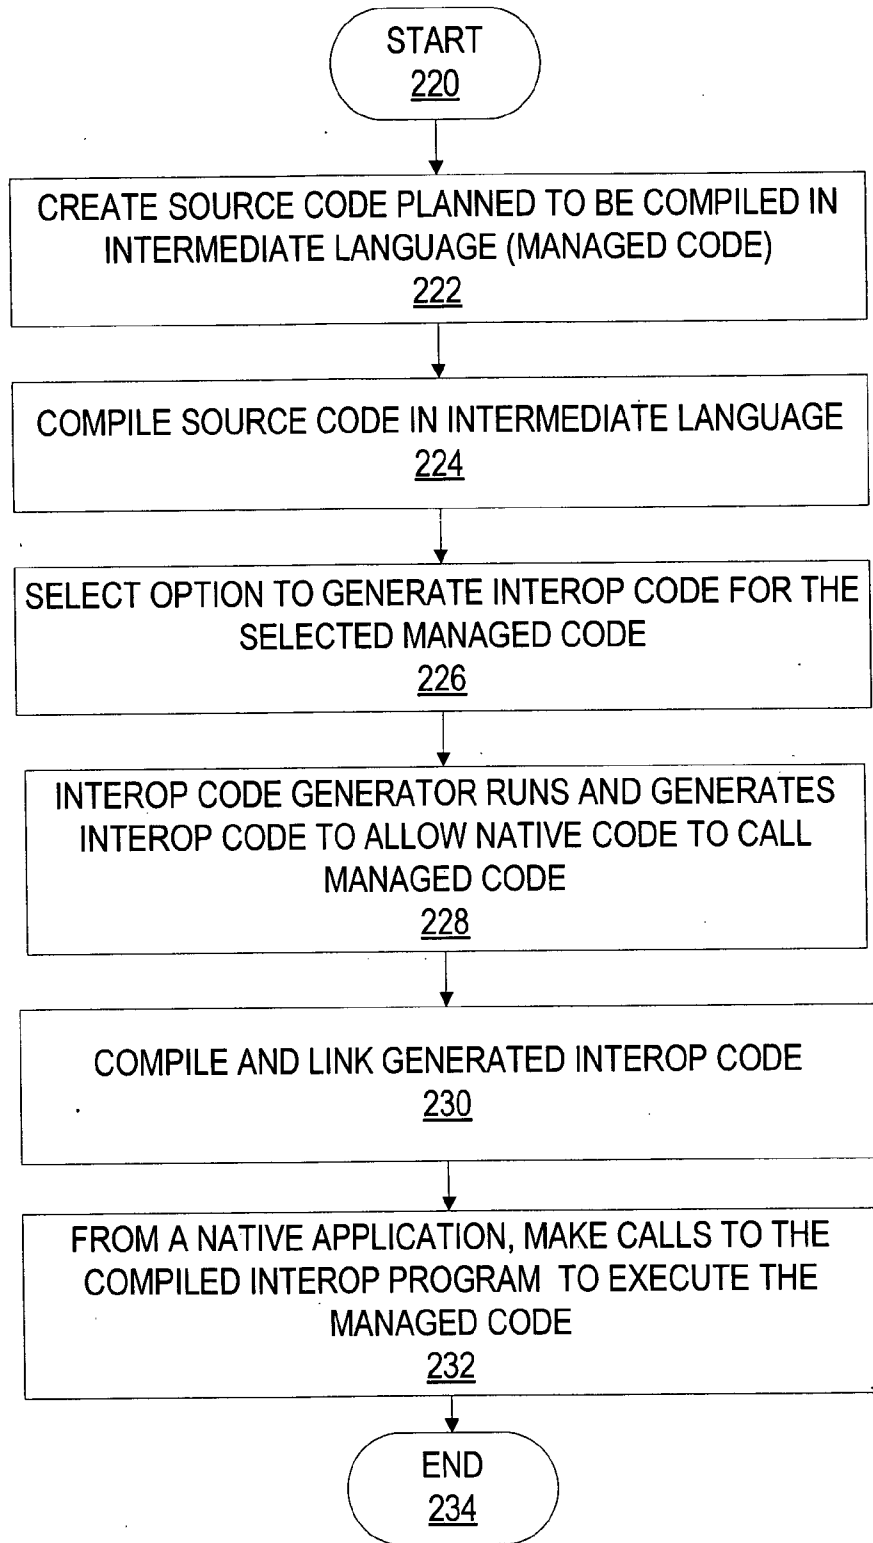 START
220
CREATE SOURCE CODE PLANNED TO BE COMPILED IN
INTERMEDIATE LANGUAGE (MANAGED CODE)
222
COMPILE SOURCE CODE IN INTERMEDIATE LANGUAGE
224
SELECT OPTION TO GENERATE INTEROP CODE FOR THE
SELECTED MANAGED CODE
226
INTEROP CODE GENERATOR RUNS AND GENERATES
INTEROP CODE TO ALLOW NATIVE CODE TO CALL
MANAGED CODE
228
COMPILE AND LINK GENERATED INTEROP CODE
230
FROM A NATIVE APPLICATION, MAKE CALLS TO THE
COMPILED INTEROP PROGRAM TO EXECUTE THE
MANAGED CODE
232
END
234